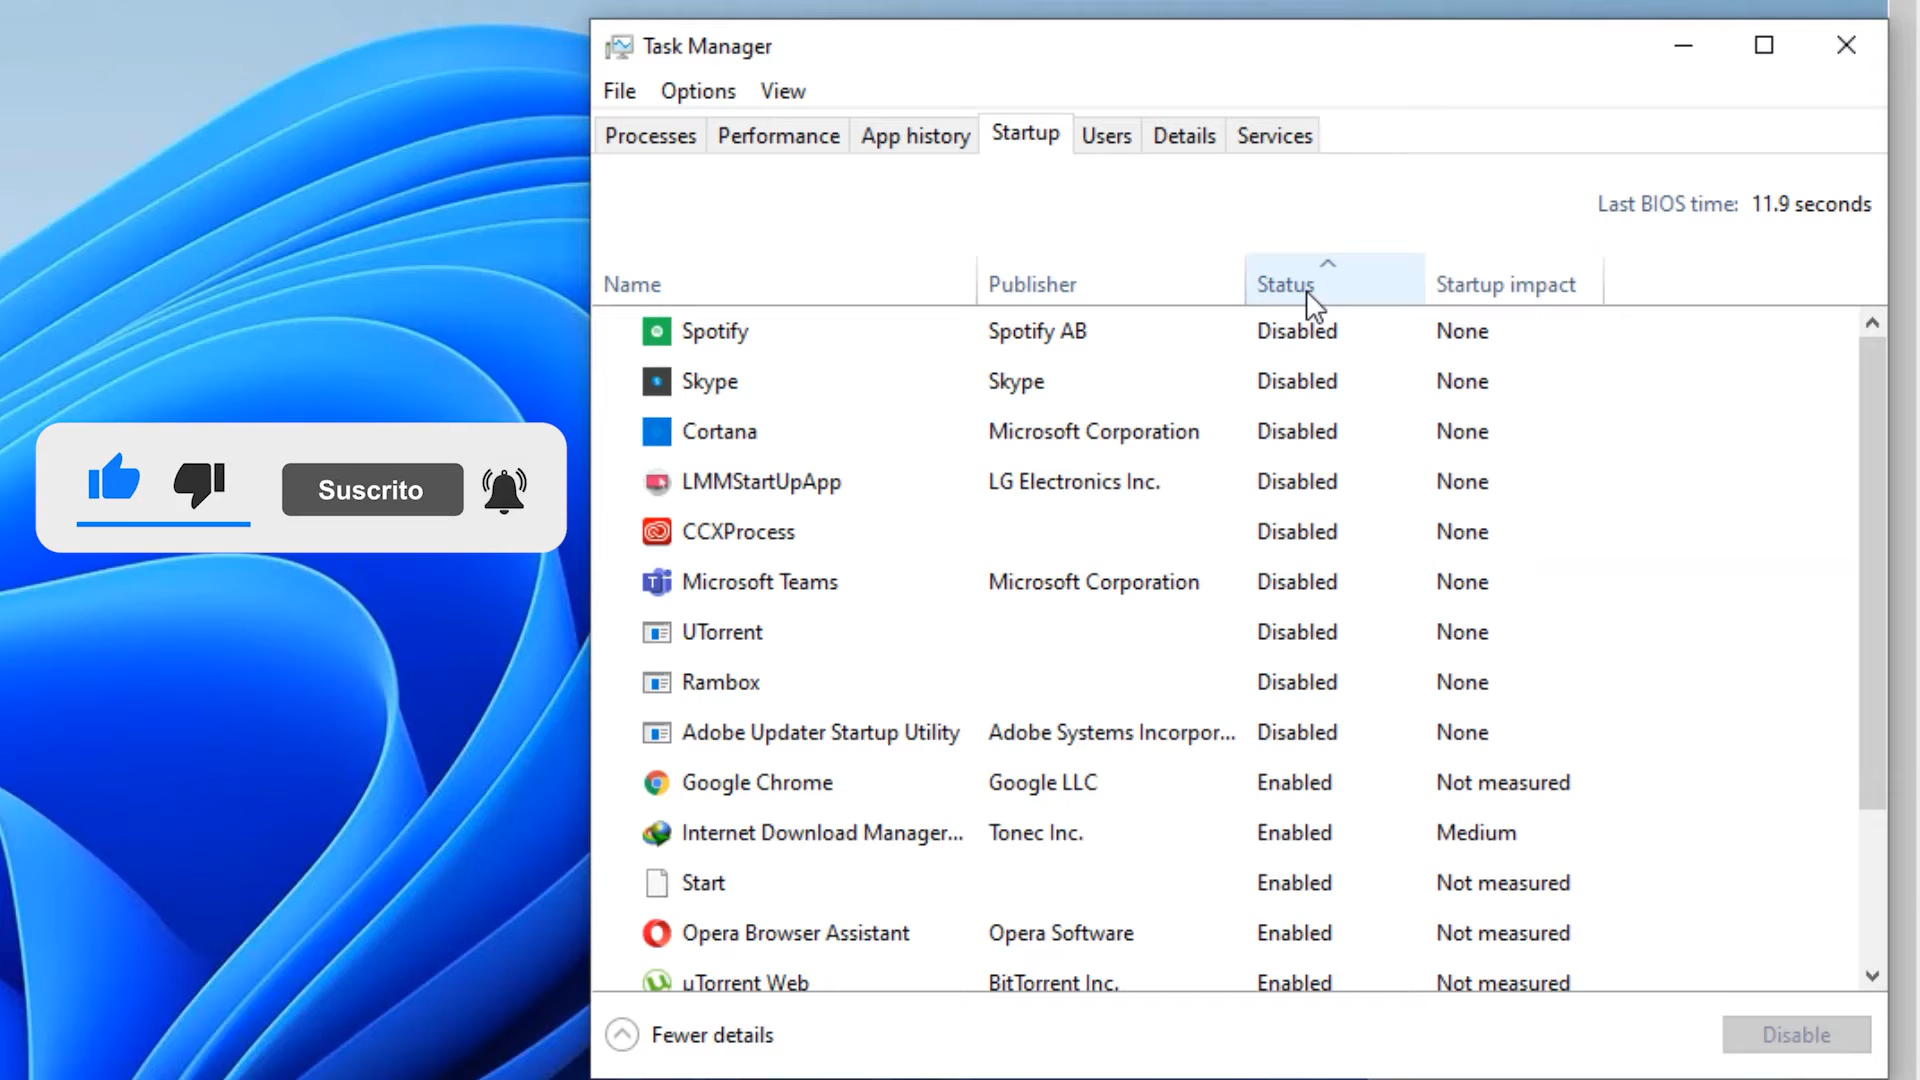 Task Manager
File Options View
Processes Performance App history Startup Users Details Services
Last BIOS time: 11.9 seconds
Name Publisher Status Startup impact
Spotify Spotify AB Disabled None
Skype Skype Disabled None
Cortana Microsoft Corporation Disabled None
LMMStartUpApp LG Electronics Inc. Disabled None
CCXProcess Disabled None
Microsoft Teams Microsoft Corporation Disabled None
UTorrent Disabled None
Rambox Disabled None
Adobe Updater Startup Utility Adobe Systems Incorpor... Disabled None
Google Chrome Google LLC Enabled Not measured
Internet Download Manager... Tonec Inc. Enabled Medium
Start Enabled Not measured
Opera Browser Assistant Opera Software Enabled Not measured
uTorrent Web BitTorrent Inc. Enabled Not measured
Fewer details Disable
Suscrito